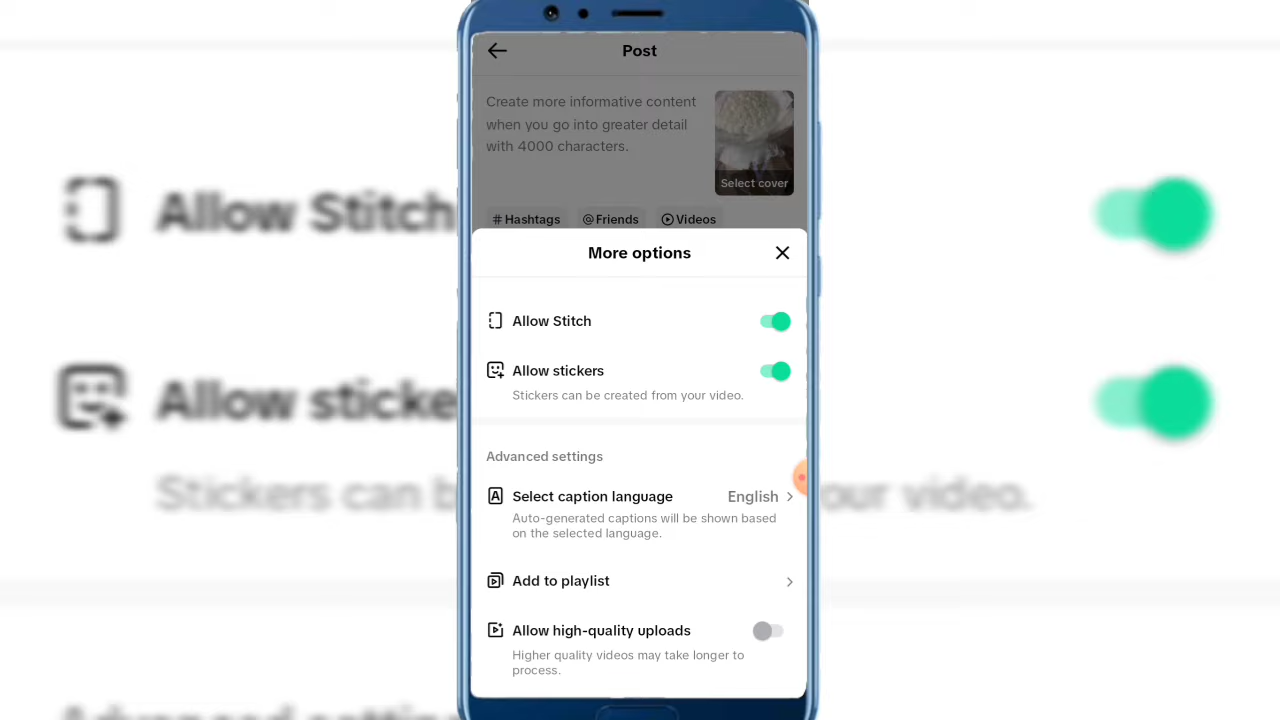 Post
Create more informative content
when you go into greater detail
with 4000 characters.
Select cover
# Hashtags @ Friends Videos
More options
Allow Stitch
Allow stickers
Stickers can be created from your video.
Advanced settings
Select caption language English
Auto-generated captions will be shown based
on the selected language.
Add to playlist
Allow high-quality uploads
Higher quality videos may take longer to
process.
Allow Stitch
Allow sticke
Stickers can b
our video.